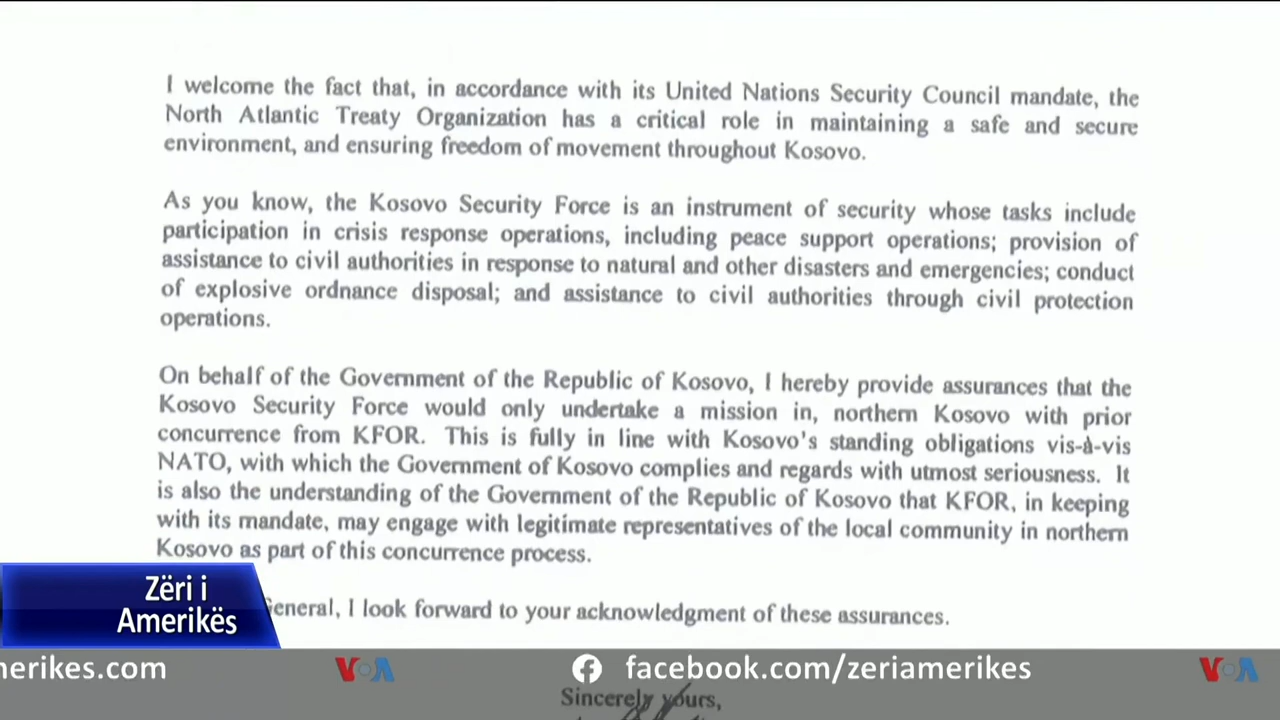 I welcome the fact that, in accordance with its United Nations Security Council mandate, the
North Atlantic Treaty Organization has a critical role in maintaining a safe and secure
environment, and ensuring freedom of movement throughout Kosovo.
As you know, the Kosovo Security Force is an instrument of security whose tasks include
participation in crisis response operations, including peace support operations; provision of
assistance to civil authorities in response to natural and other disasters and emergencies; conduct
of explosive ordnance disposal; and assistance to civil authorities through civil protection
operations.
On behalf of the Government of the Republic of Kosovo, I hereby provide assurances that the
Kosovo Security Force would only undertake a mission in, northern Kosovo with prior
concurrence from KFOR. This is fully in line with Kosovo's standing obligations vis-à-vis
NATO, with which the Government of Kosovo complies and regards with utmost seriousness. It
is also the understanding of the Government of the Republic of Kosovo that KFOR, in keeping
with its mandate, may engage with legitimate representatives of the local community in northern
Kosovo as part of this concurrence process.
General, I look forward to your acknowledgment of these assurances.
Zëri i
Amerikës
merikes.com VOA facebook.com/zeriamerikes VOA
Sincerely yours,